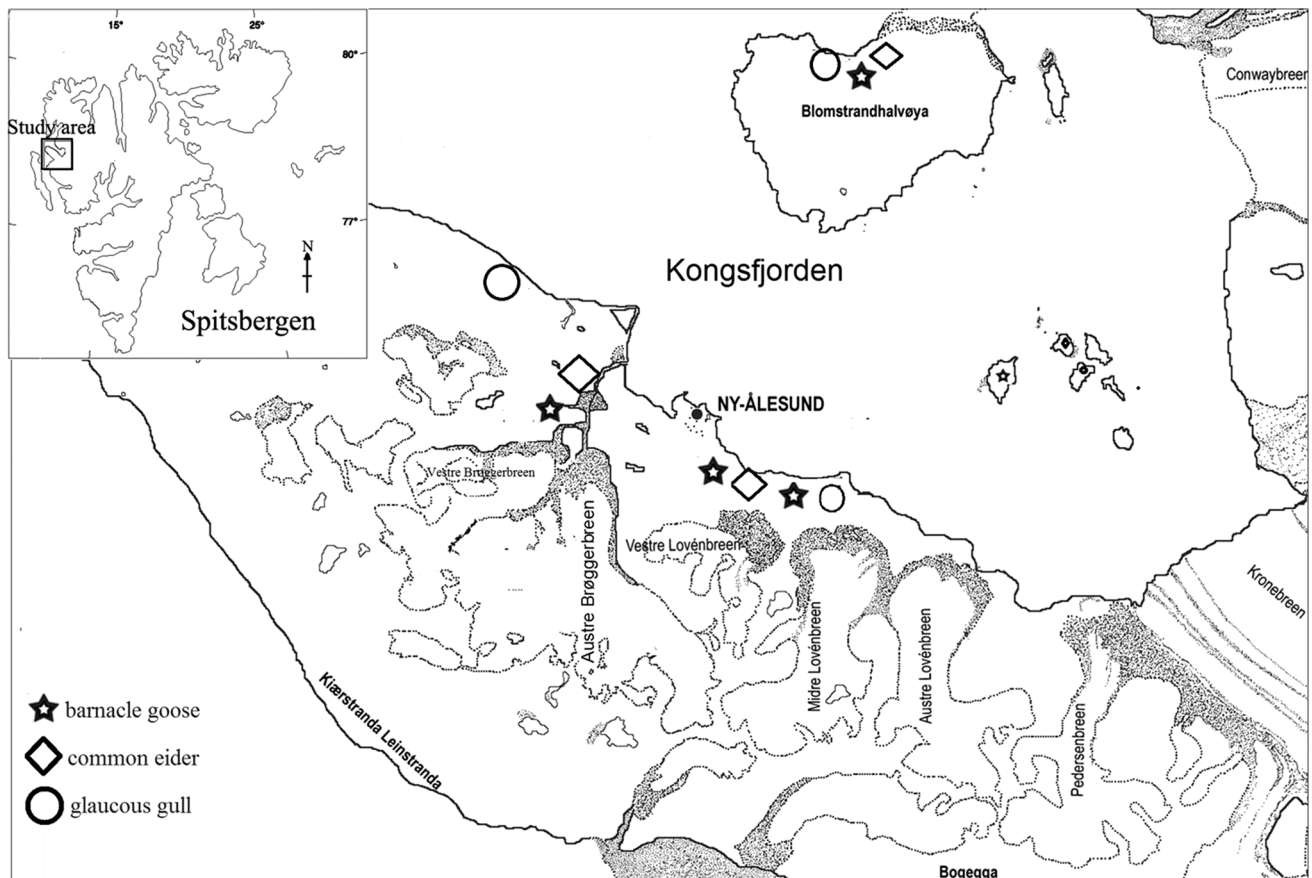 15°
25°
80°
Study area
77°
N
Spitsbergen
Conwaybreen
Blomstrandhalvøya
Kongsfjorden
NY-ÅLESUND
Vestre Brøggerbreen
Austre Brøggerbreen
Vestre Lovénbreen
Midre Lovénbreen
Austre Lovénbreen
Pedersenbreen
Kronebreen
Kiærstranda Leinstranda
barnacle goose
common eider
glaucous gull
Bogegga